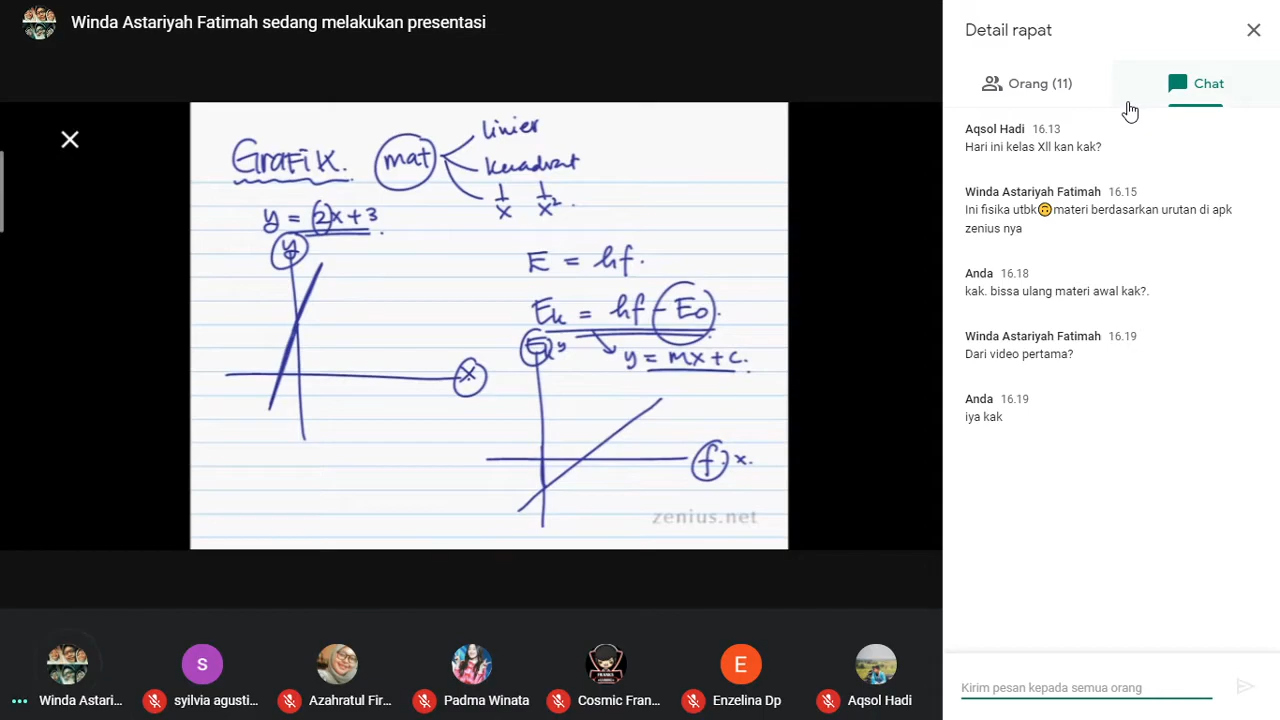 Winda Astariyah Fatimah sedang melakukan presentasi
Grafik.
mat
linier
kuadrat
1/x 1/x².
y = 2x+3.
y
x
E = hf.
Ek = hf - E0.
y
y = mx+c.
f x.
zenius.net
Detail rapat
Orang (11)
Chat
Aqsol Hadi 16.13
Hari ini kelas Xll kan kak?
Winda Astariyah Fatimah 16.15
Ini fisika utbk🙃materi berdasarkan urutan di apk
zenius nya
Anda 16.18
kak. bissa ulang materi awal kak?.
Winda Astariyah Fatimah 16.19
Dari video pertama?
Anda 16.19
iya kak
Kirim pesan kepada semua orang
S
E
Winda Astari...
syilvia agusti...
Azahratul Fir...
Padma Winata
Cosmic Fran...
Enzelina Dp
Aqsol Hadi